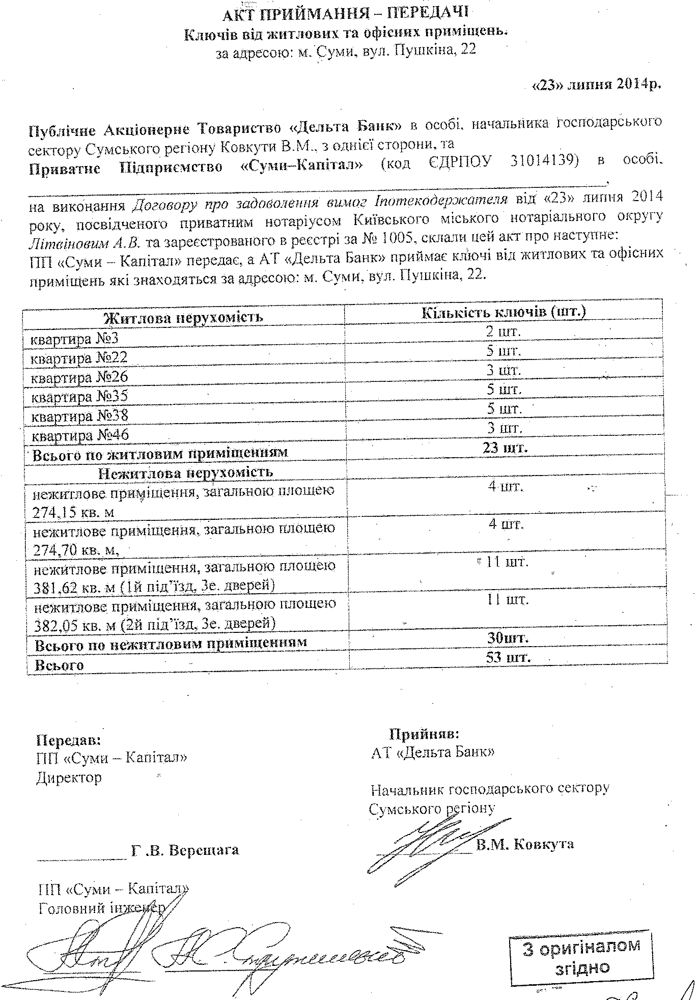 АКТ ПРИЙМАННЯ – ПЕРЕДАЧІ
Ключів від житлових та офісних приміщень.
за адресою: м. Суми, вул. Пушкіна, 22
«23» липня 2014р.
Публічне Акціонерне Товариство «Дельта Банк» в особі, начальника господарського
сектору Сумського регіону Ковкути В.М., з однієї сторони, та
Приватне Підприємство «Суми–Капітал» (код ЄДРПОУ 31014139) в особі,
на виконання Договору про задоволення вимог Іпотекодержателя від «23» липня 2014
року, посвідченого приватним нотаріусом Київського міського нотаріального округу
Літвіновим А.В. та зареєстрованого в реєстрі за № 1005, склали цей акт про наступне:
ПП «Суми – Капітал» передає, а АТ «Дельта Банк» приймає ключі від житлових та офісних
приміщень які знаходяться за адресою: м. Суми, вул. Пушкіна, 22.
Житлова нерухомість Кількість ключів (шт.)
квартира №3 2 шт.
квартира №22 5 шт.
квартира №26 3 шт.
квартира №35 5 шт.
квартира №38 5 шт.
квартира №46 3 шт.
Всього по житловим приміщенням 23 шт.
Нежитлова нерухомість
нежитлове приміщення, загальною площею 4 шт.
274,15 кв. м
нежитлове приміщення, загальною площею 4 шт.
274,70 кв. м,
нежитлове приміщення, загальною площею 11 шт.
381,62 кв. м (1й під'їзд, 3е. дверей)
нежитлове приміщення, загальною площею 11 шт.
382,05 кв. м (2й під'їзд, 3е. дверей)
Всього по нежитловим приміщенням 30шт.
Всього 53 шт.
Передав: Прийняв:
ПП «Суми – Капітал» АТ «Дельта Банк»
Директор
Начальник господарського сектору
Сумського регіону
Г .В. Верещага В.М. Ковкута
ПП «Суми – Капітал»
Головний інженер
З оригіналом
згідно